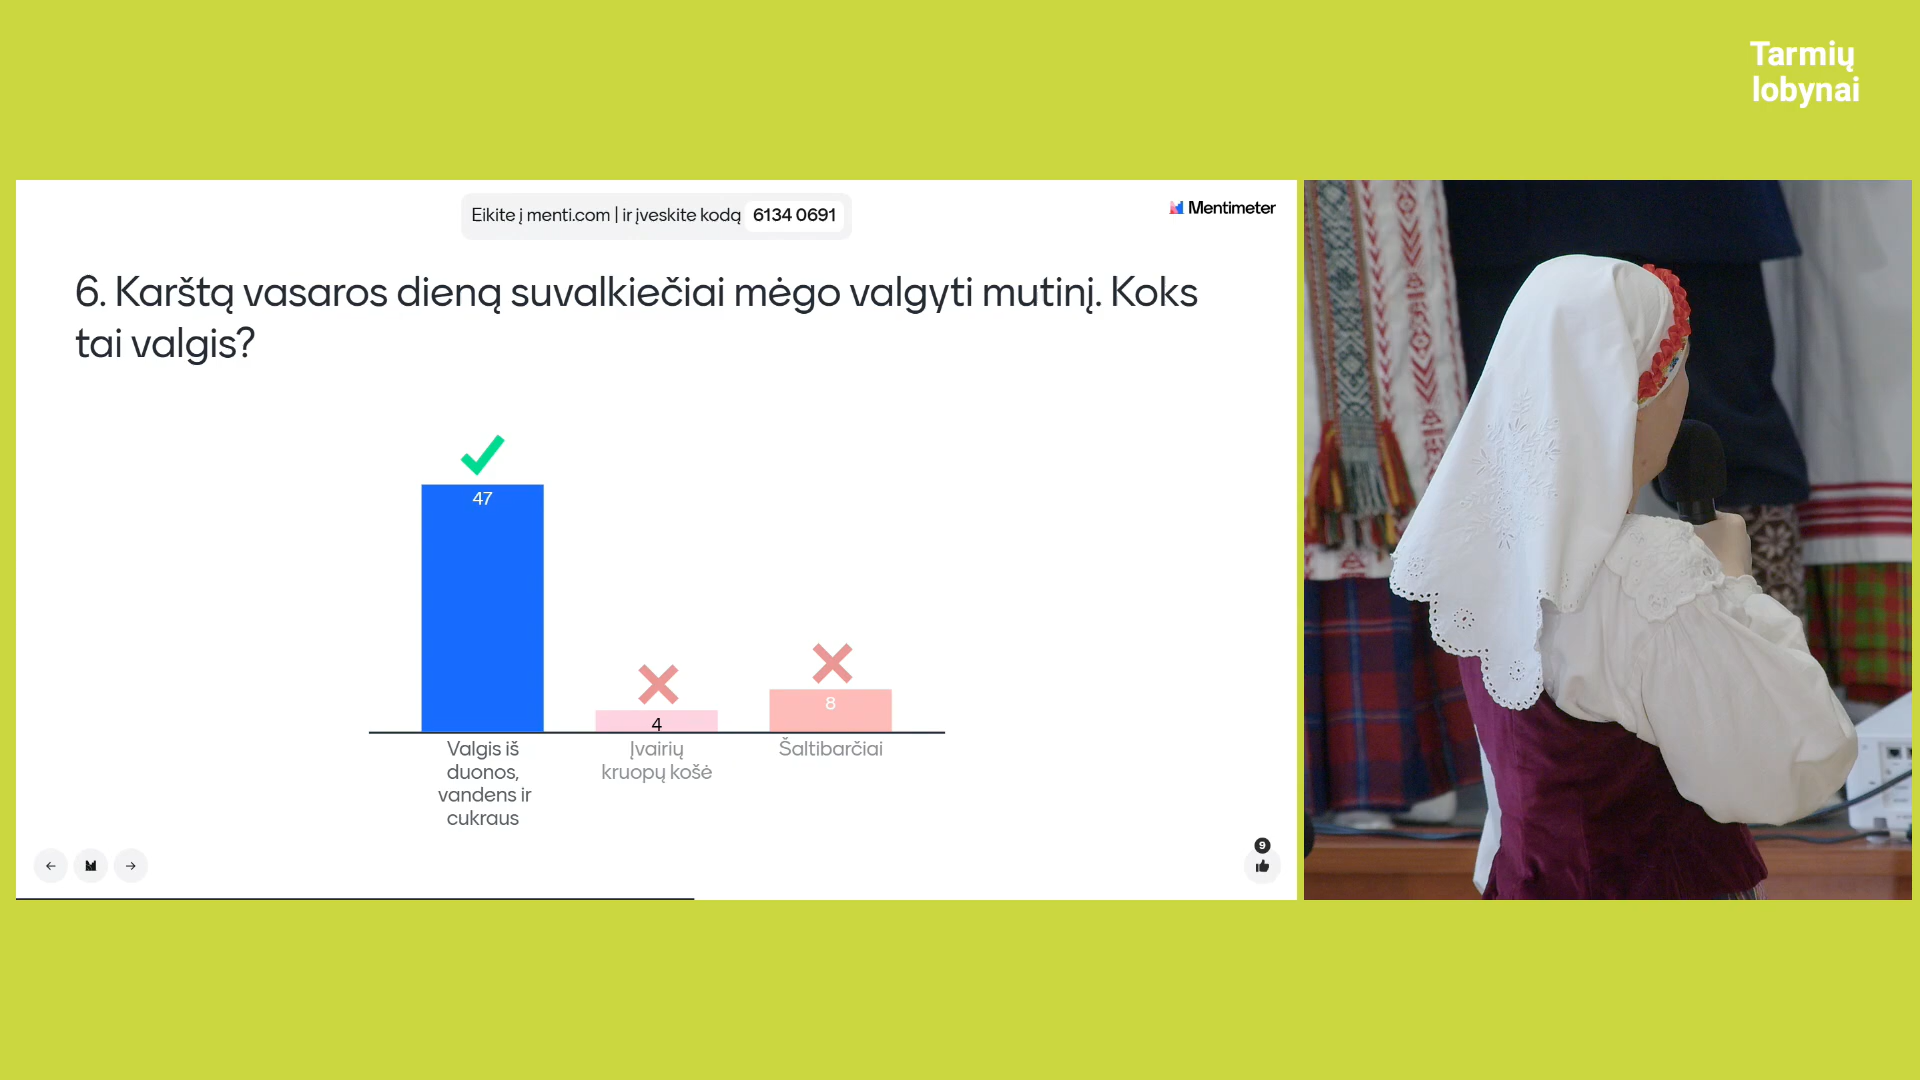 Tarmių
lobynai
Eikite į menti.com | ir įveskite kodą 6134 0691
Mentimeter
6. Karštą vasaros dieną suvalkiečiai mėgo valgyti mutinį. Koks
tai valgis?
47
4
8
Valgis iš
duonos,
vandens ir
cukraus
Įvairių
kruopų košė
Šaltibarčiai
9